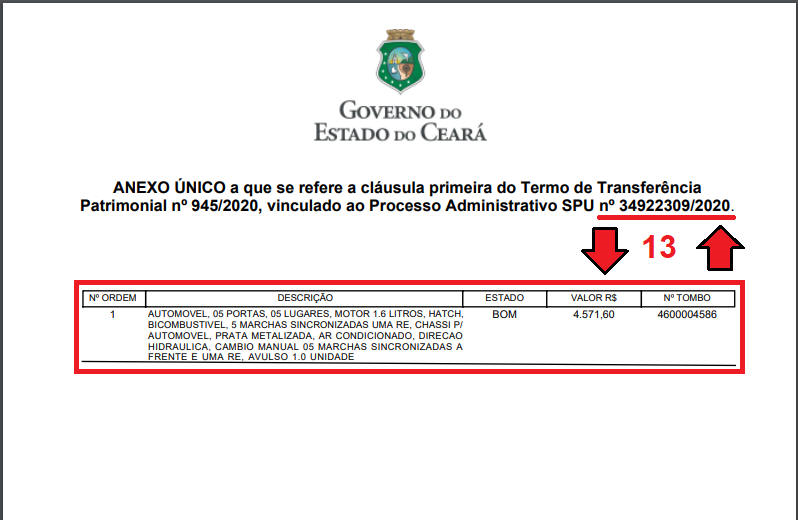 GOVERNO DO
ESTADO DO CEARÁ
ANEXO ÚNICO a que se refere a cláusula primeira do Termo de Transferência
Patrimonial nº 945/2020, vinculado ao Processo Administrativo SPU nº 34922309/2020.
13
Nº ORDEM DESCRIÇÃO ESTADO VALOR R$ Nº TOMBO
1 AUTOMOVEL, 05 PORTAS, 05 LUGARES, MOTOR 1.6 LITROS, HATCH, BOM 4.571,60 4600004586
BICOMBUSTIVEL, 5 MARCHAS SINCRONIZADAS UMA RE, CHASSI P/
AUTOMOVEL, PRATA METALIZADA, AR CONDICIONADO, DIRECAO
HIDRAULICA, CAMBIO MANUAL 05 MARCHAS SINCRONIZADAS A
FRENTE E UMA RE, AVULSO 1.0 UNIDADE